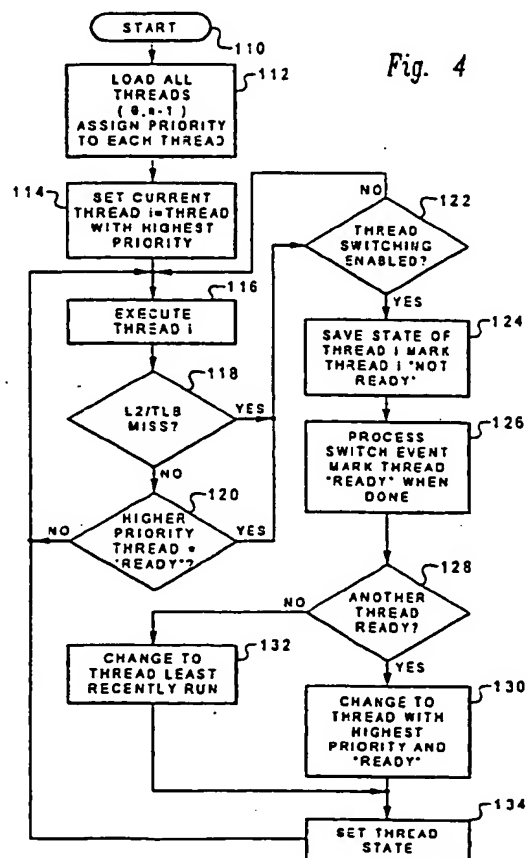 START
110
Fig. 4
112
LOAD ALL
THREADS
( 0,n-1 )
ASSIGN PRIORITY
TO EACH THREAD
114
SET CURRENT
THREAD i=THREAD
WITH HIGHEST
PRIORITY
116
EXECUTE
THREAD i
118
L2/TLB
MISS?
YES
NO
120
HIGHER
PRIORITY
THREAD =
"READY"?
NO
YES
NO
122
THREAD
SWITCHING
ENABLED?
YES
124
SAVE STATE OF
THREAD i MARK
THREAD i "NOT
READY"
126
PROCESS
SWITCH EVENT
MARK THREAD
"READY" WHEN
DONE
128
ANOTHER
THREAD
READY?
NO
YES
132
CHANGE TO
THREAD LEAST
RECENTLY RUN
130
CHANGE TO
THREAD WITH
HIGHEST
PRIORITY AND
"READY"
134
SET THREAD
STATE